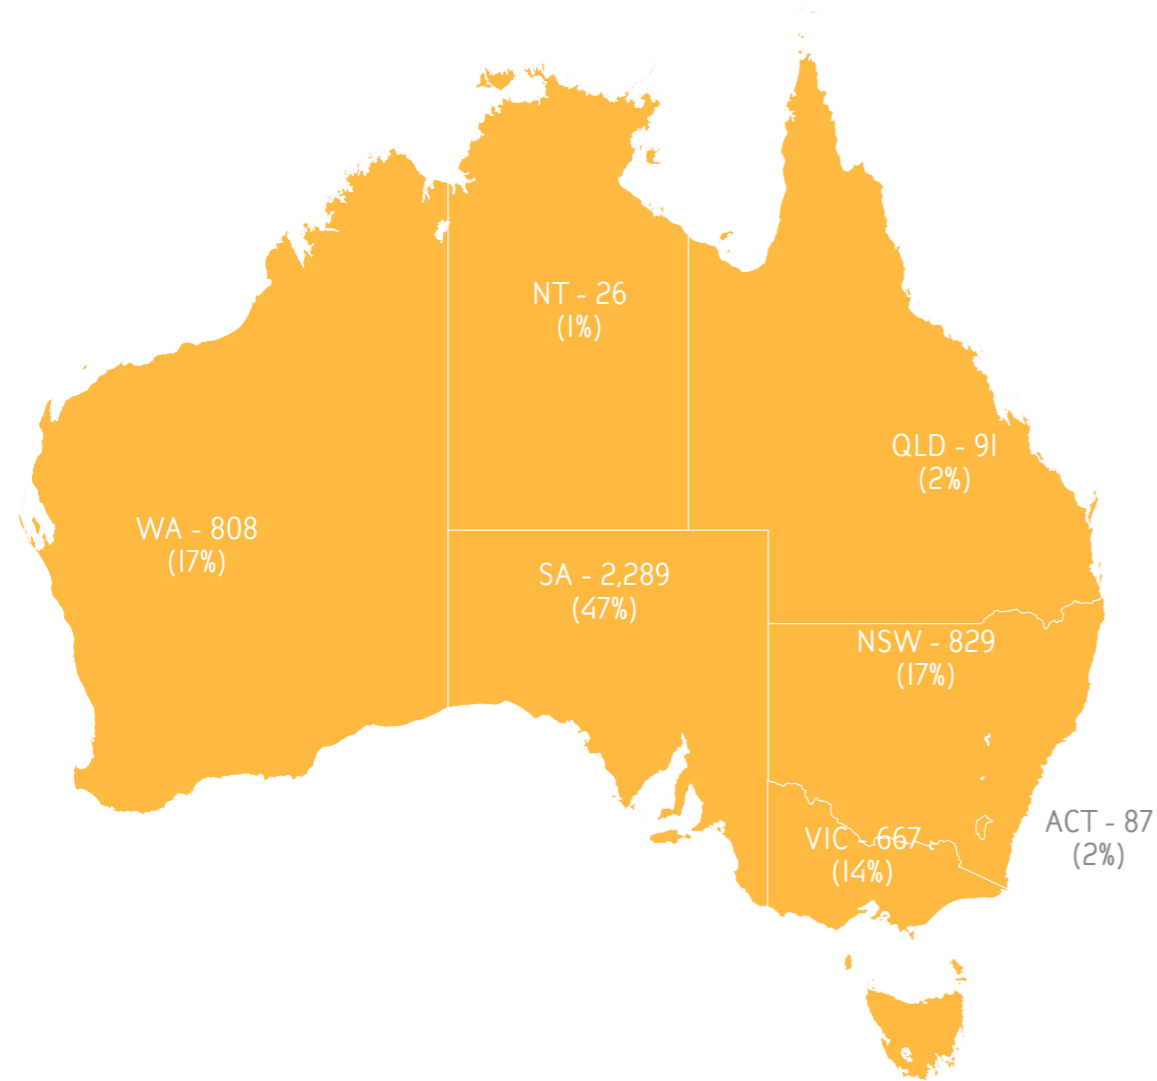 NT - 26
(1%)
QLD - 91
(2%)
WA - 808
(17%)
SA - 2,289
(47%)
NSW - 829
(17%)
ACT - 87
(2%)
VIC - 667
(14%)